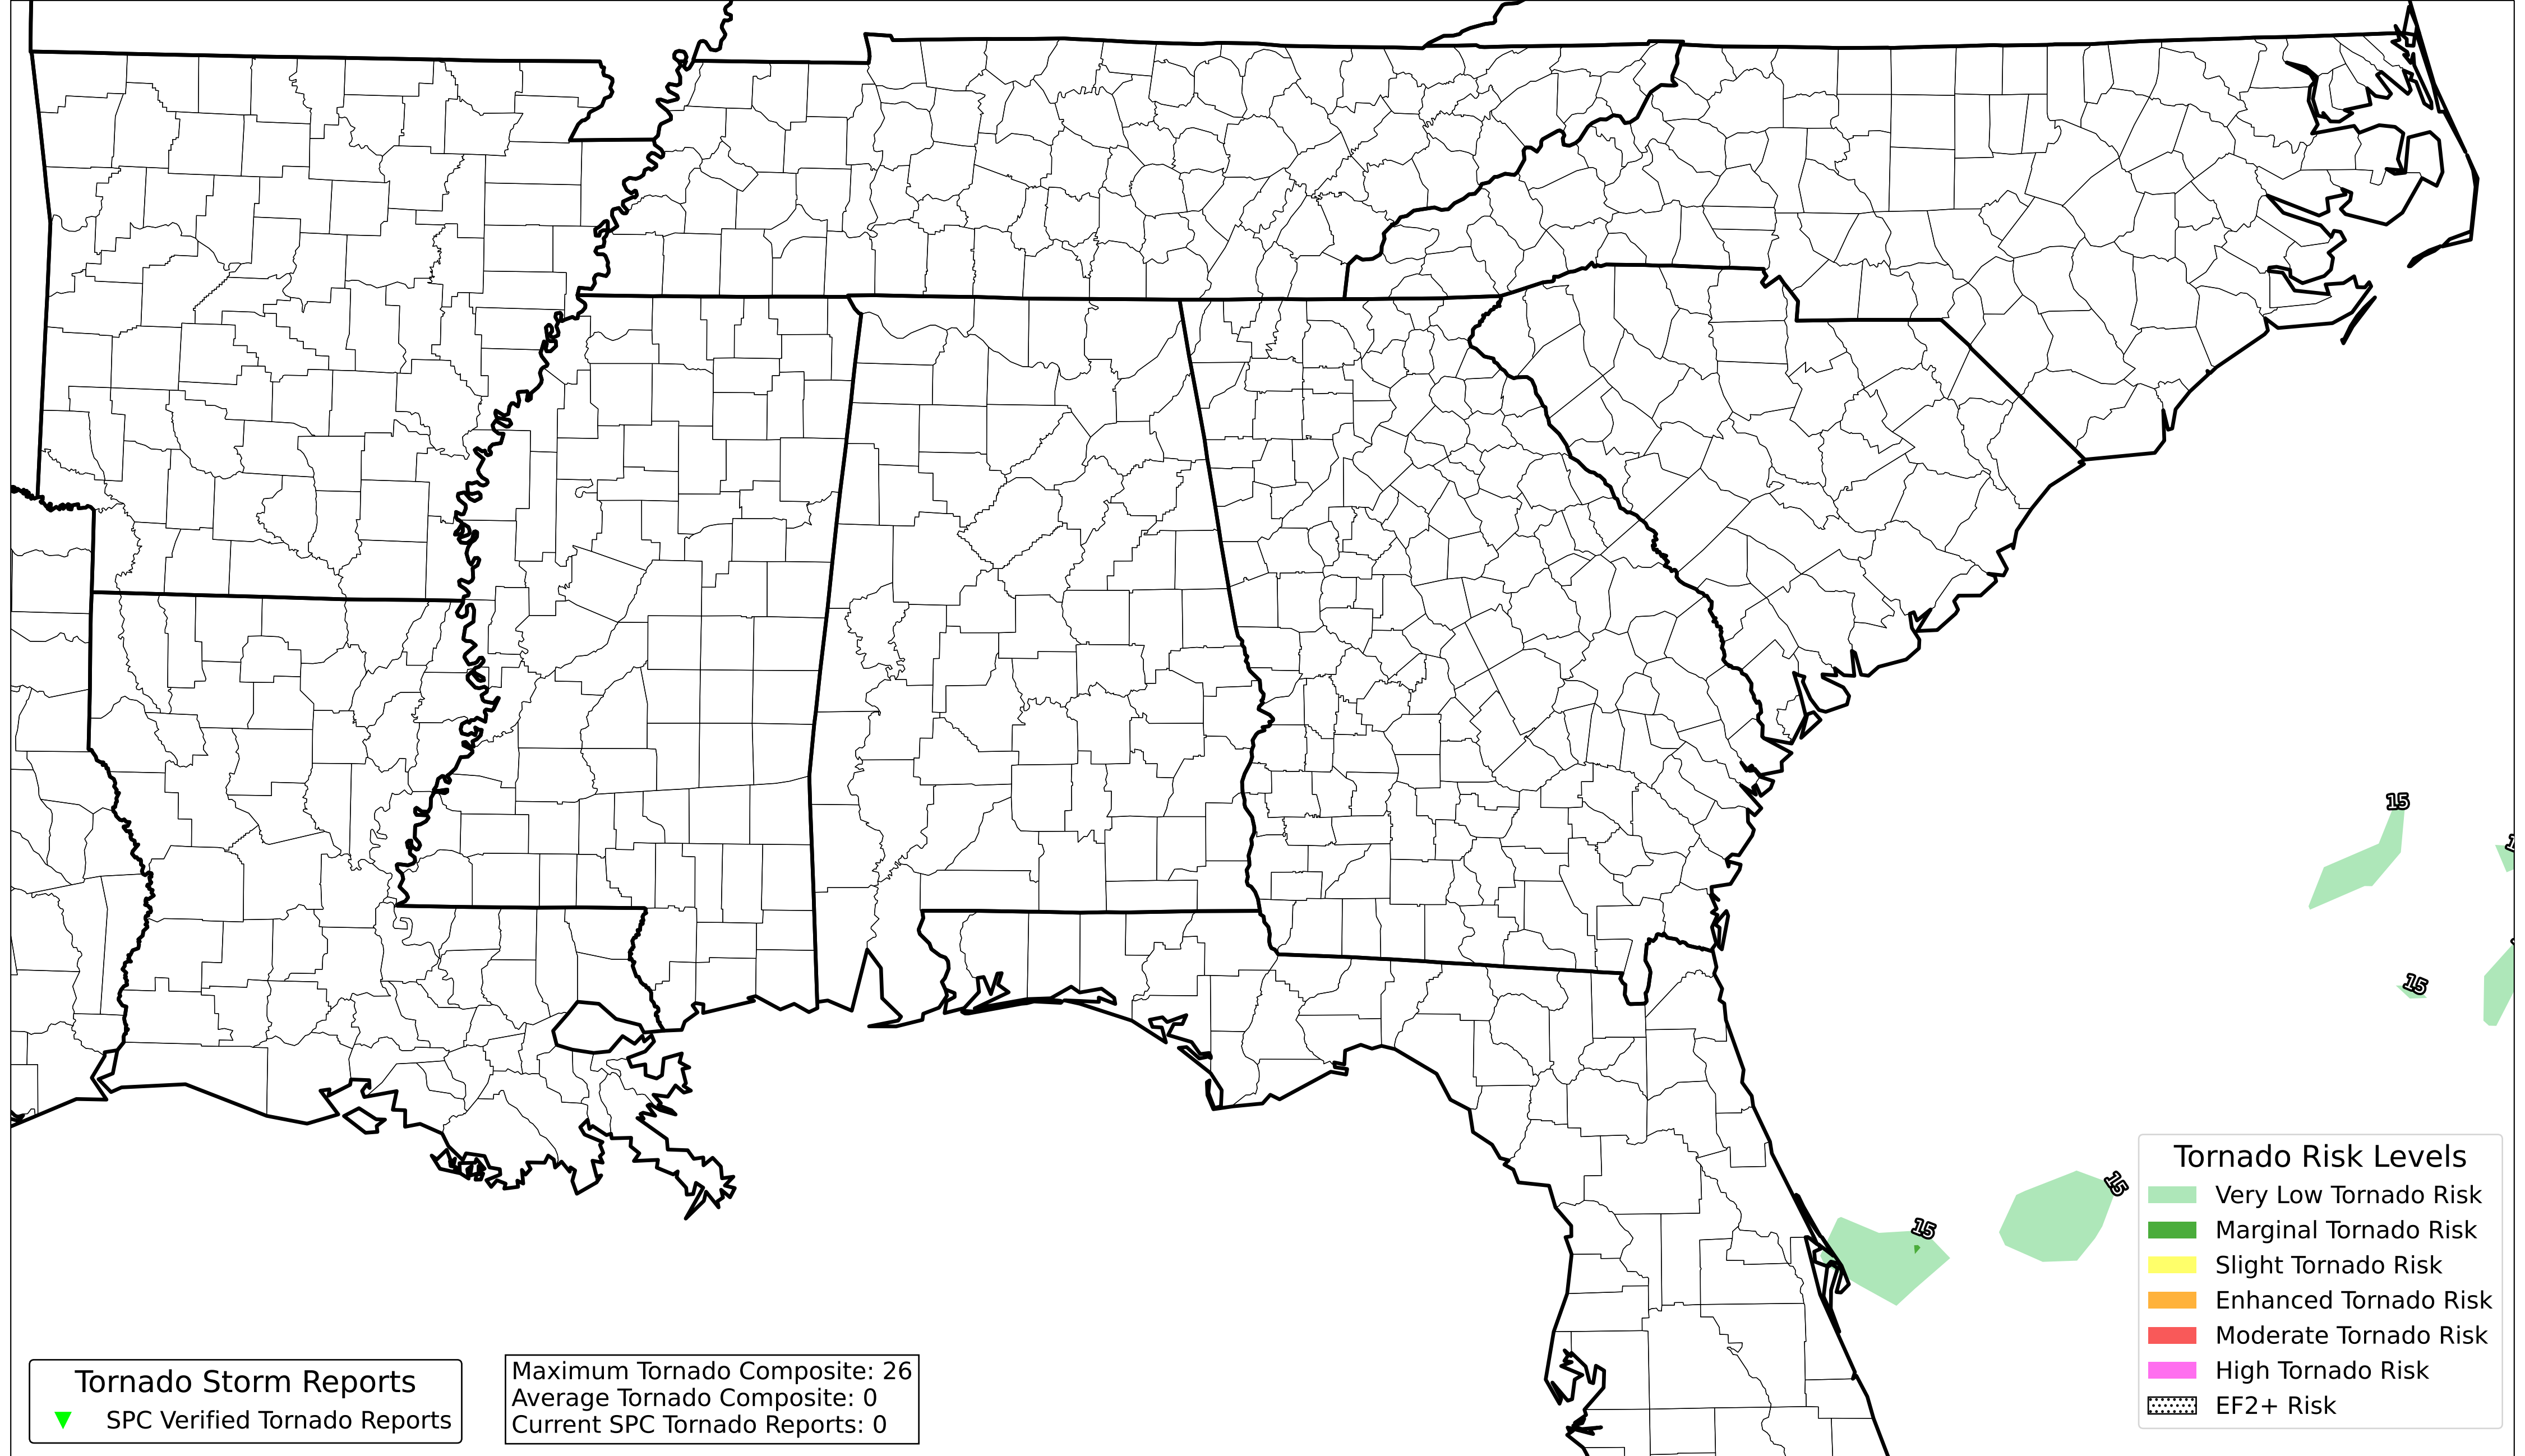 15
15
15
15
Tornado Risk Levels
Very Low Tornado Risk
Marginal Tornado Risk
Slight Tornado Risk
Enhanced Tornado Risk
Moderate Tornado Risk
High Tornado Risk
EF2+ Risk
Tornado Storm Reports
SPC Verified Tornado Reports
Maximum Tornado Composite: 26
Average Tornado Composite: 0
Current SPC Tornado Reports: 0